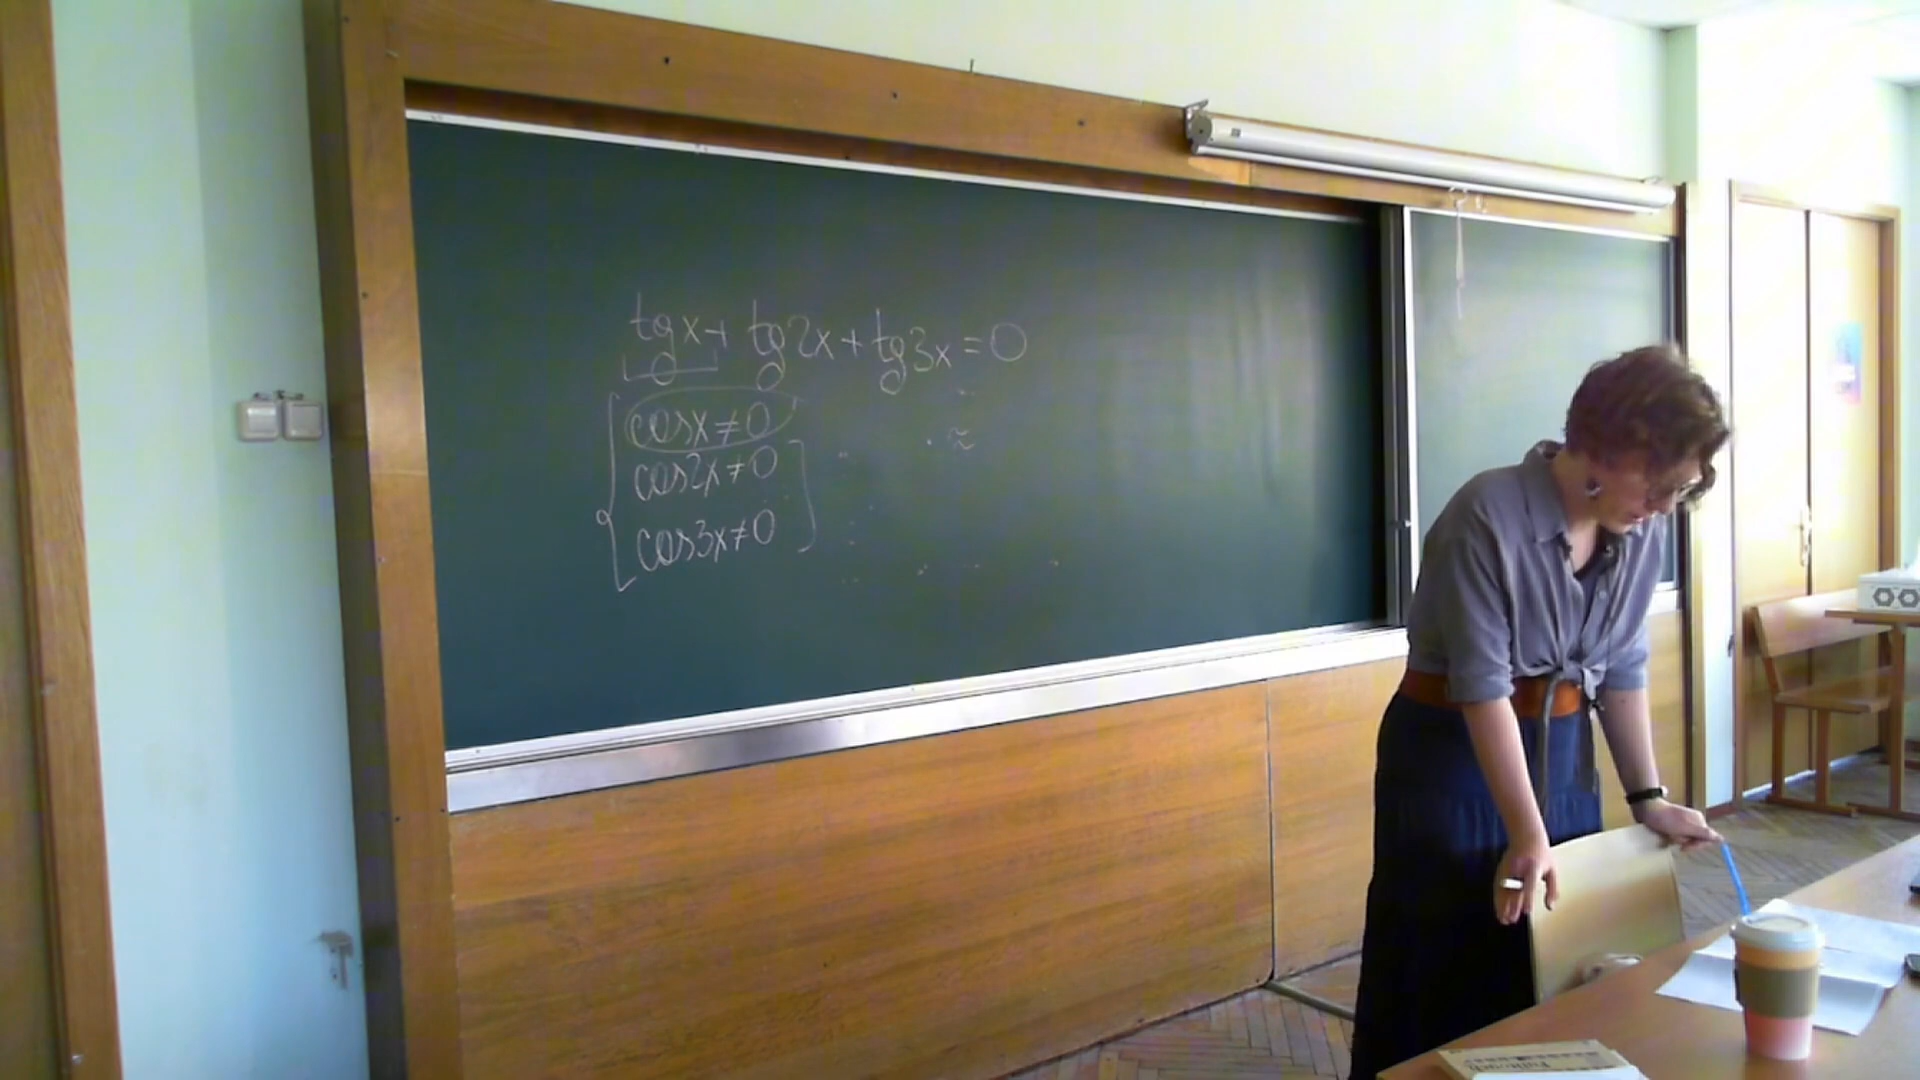 tg x + tg 2x + tg 3x = 0
cos x ≠ 0
cos 2x ≠ 0
cos 3x ≠ 0